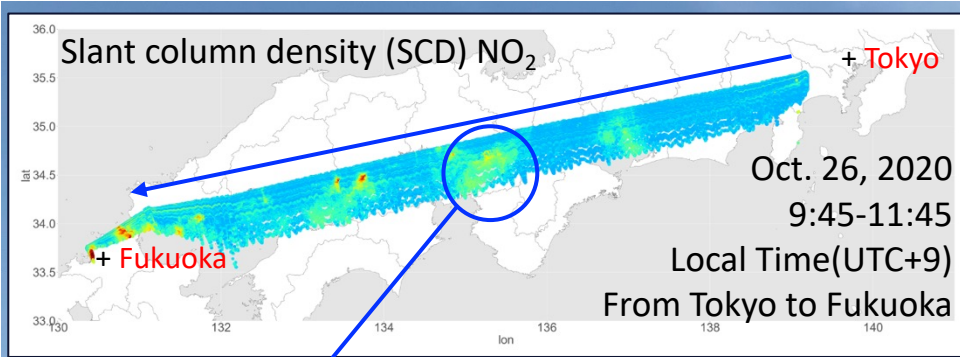 36.0
Slant column density (SCD) NO₂
+ Tokyo
35.5
35.0
lat
34.5
Oct. 26, 2020
34.0
9:45-11:45
+ Fukuoka
Local Time(UTC+9)
33.5
From Tokyo to Fukuoka
33.0
130 132 134 136 138 140
lon